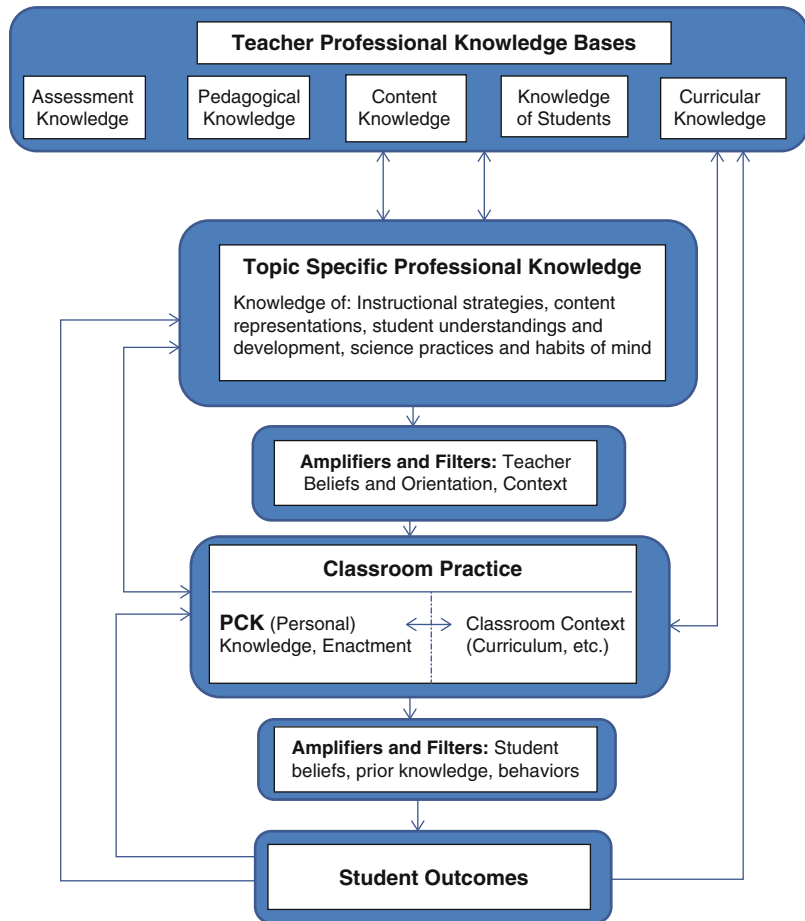 Teacher Professional Knowledge Bases
Assessment
Knowledge
Pedagogical
Knowledge
Content
Knowledge
Knowledge
of Students
Curricular
Knowledge
Topic Specific Professional Knowledge
Knowledge of: Instructional strategies, content
representations, student understandings and
development, science practices and habits of mind
Amplifiers and Filters: Teacher
Beliefs and Orientation, Context
Classroom Practice
PCK (Personal)
Knowledge, Enactment
Classroom Context
(Curriculum, etc.)
Amplifiers and Filters: Student
beliefs, prior knowledge, behaviors
Student Outcomes